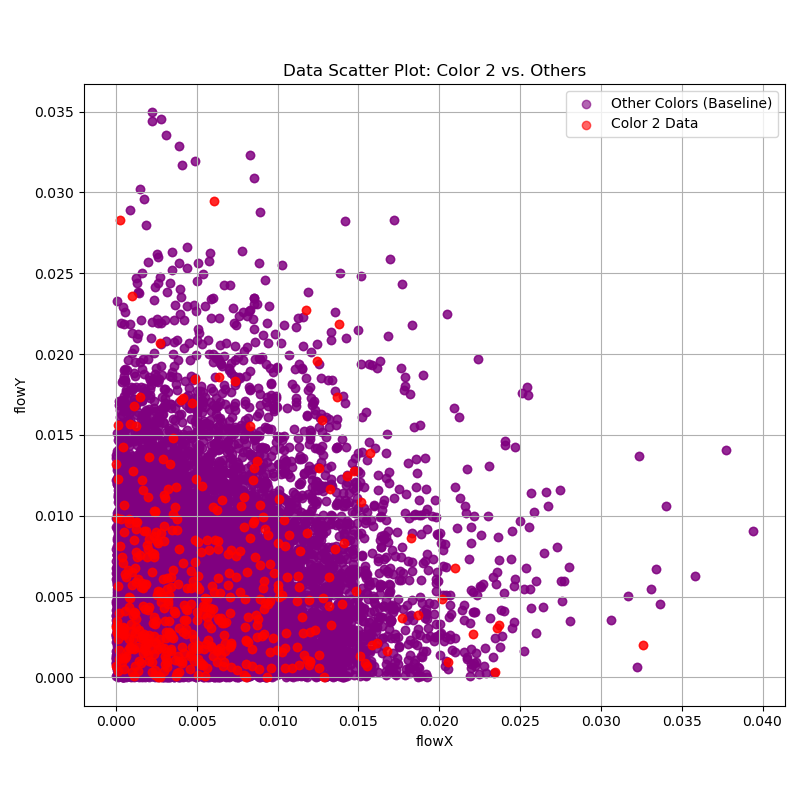 Data Scatter Plot: Color 2 vs. Others
Other Colors (Baseline)
Color 2 Data
flowY
0.035
0.030
0.025
0.020
0.015
0.010
0.005
0.000
0.000 0.005 0.010 0.015 0.020 0.025 0.030 0.035 0.040
flowX